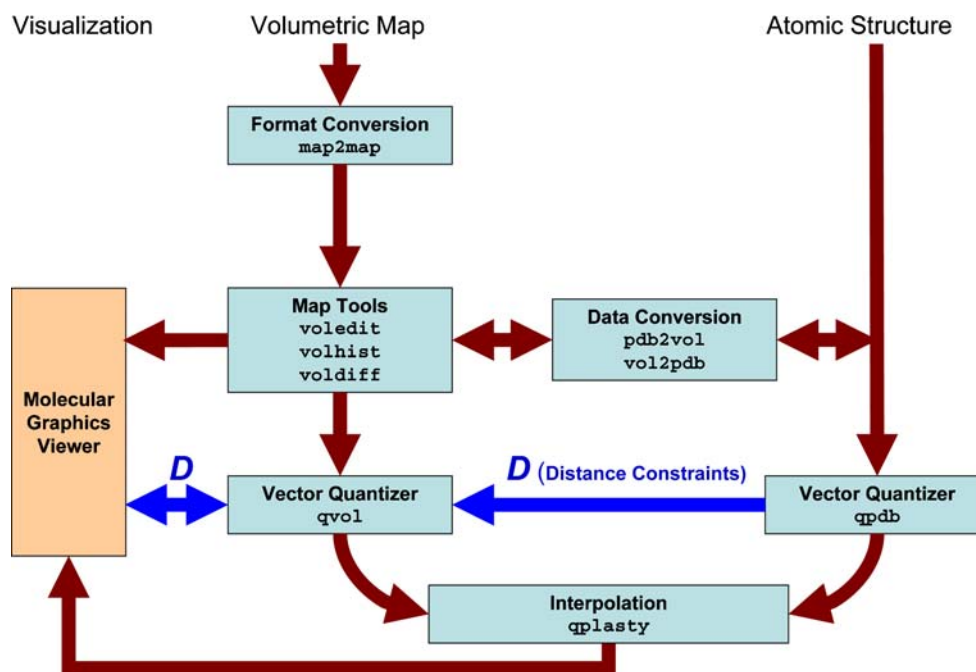 Visualization
Volumetric Map
Atomic Structure
Format Conversion
map2map
Map Tools
voledit
volhist
voldiff
Data Conversion
pdb2vol
vol2pdb
Molecular
Graphics
Viewer
D
D (Distance Constraints)
Vector Quantizer
qvol
Vector Quantizer
qpdb
Interpolation
qplasty